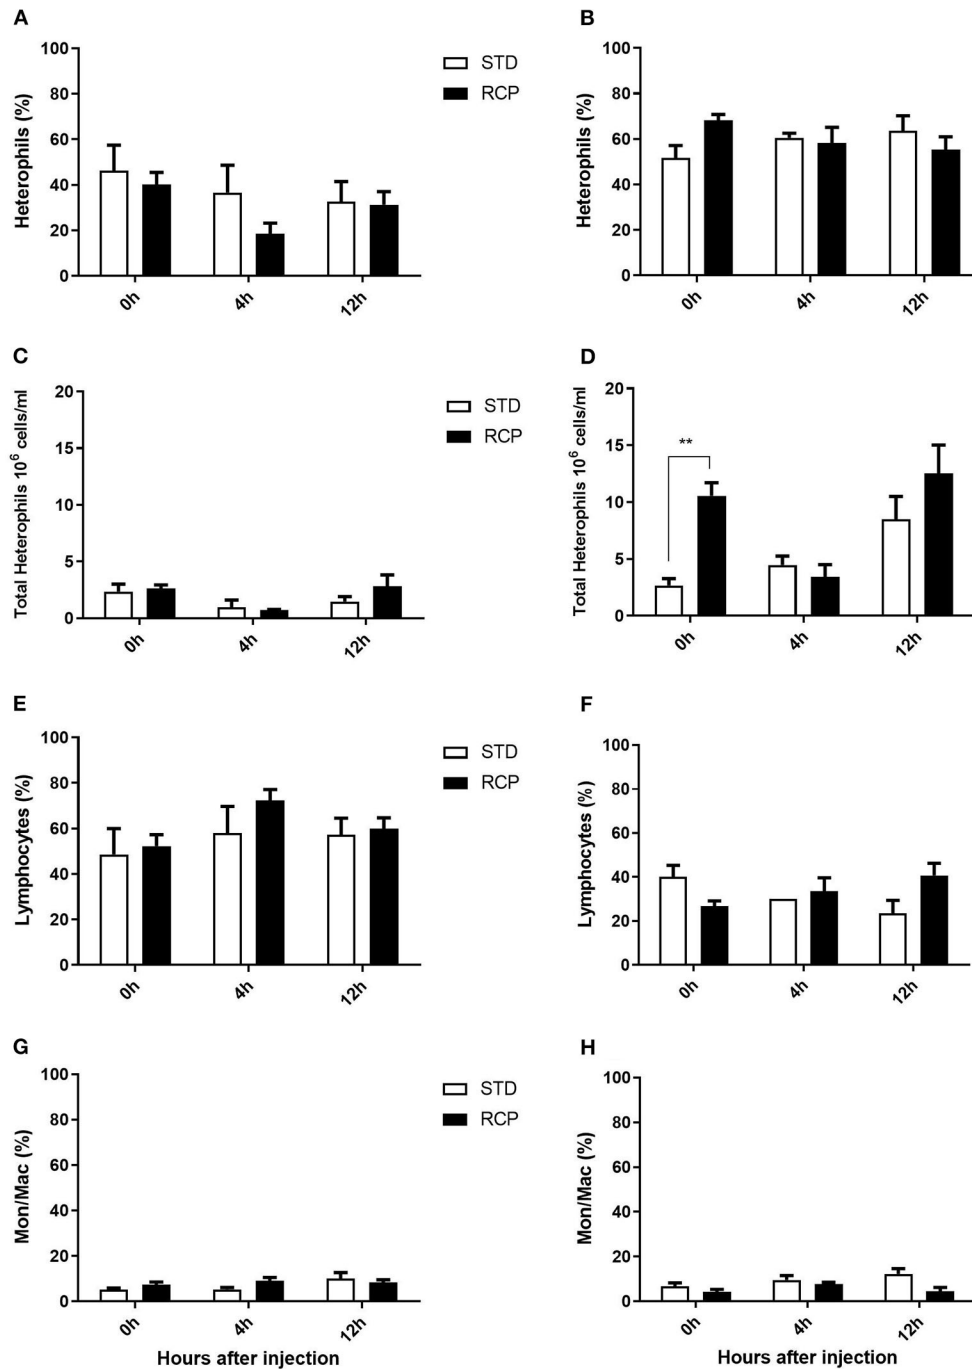 A
Heterophils (%)
100
80
60
40
20
0
0h
4h
12h
STD
RCP
B
Heterophils (%)
100
80
60
40
20
0
0h
4h
12h
C
Total Heterophils 10⁶ cells/ml
20
15
10
5
0
0h
4h
12h
STD
RCP
D
Total Heterophils 10⁶ cells/ml
20
15
10
5
0
**
0h
4h
12h
E
Lymphocytes (%)
100
80
60
40
20
0
0h
4h
12h
STD
RCP
F
Lymphocytes (%)
100
80
60
40
20
0
0h
4h
12h
G
Mon/Mac (%)
100
80
60
40
20
0
0h
4h
12h
Hours after injection
STD
RCP
H
Mon/Mac (%)
100
80
60
40
20
0
0h
4h
12h
Hours after injection